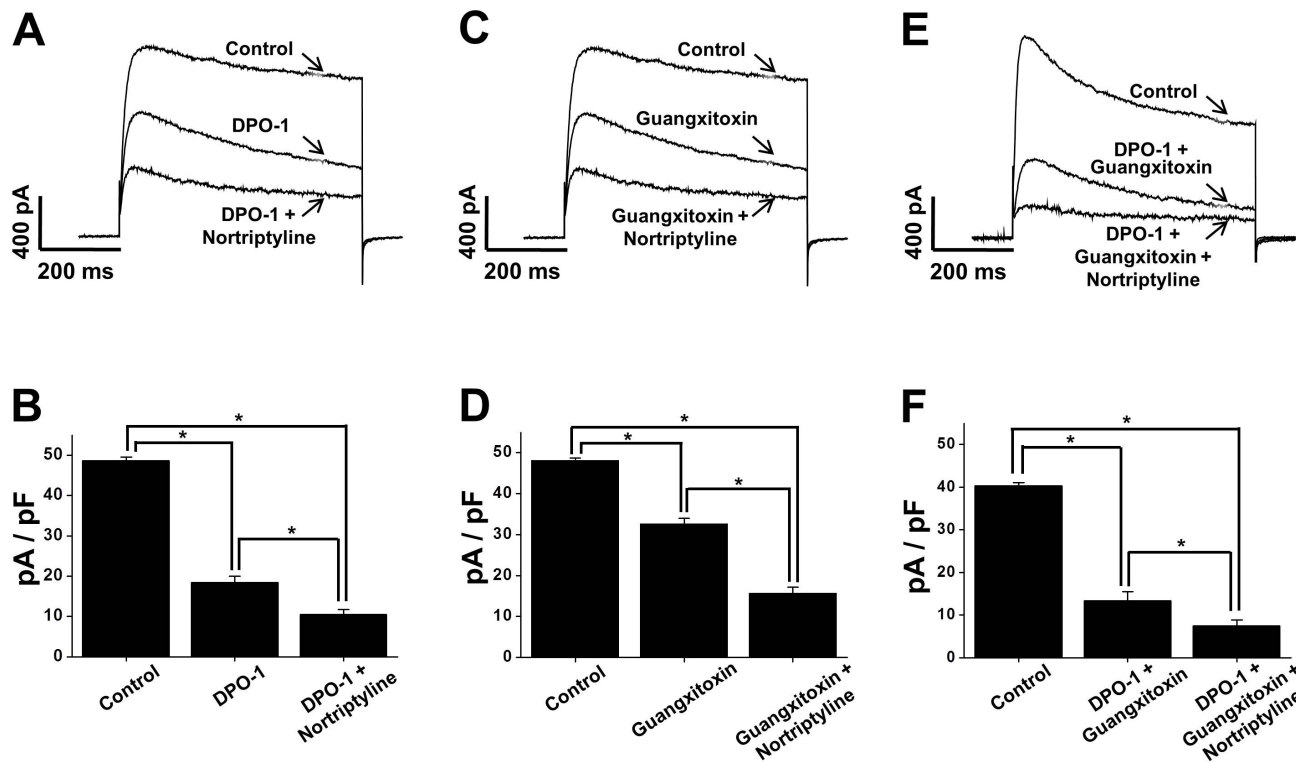 A
Control
DPO-1
DPO-1 +
Nortriptyline
400 pA
200 ms
C
Control
Guangxitoxin
Guangxitoxin +
Nortriptyline
400 pA
200 ms
E
Control
DPO-1 +
Guangxitoxin
DPO-1 +
Guangxitoxin +
Nortriptyline
400 pA
200 ms
B
*
*
*
pA / pF
50
40
30
20
10
0
Control
DPO-1
DPO-1 +
Nortriptyline
D
*
*
*
pA / pF
50
40
30
20
10
0
Control
Guangxitoxin
Guangxitoxin +
Nortriptyline
F
*
*
*
pA / pF
50
40
30
20
10
0
Control
DPO-1 +
Guangxitoxin
DPO-1 +
Guangxitoxin +
Nortriptyline